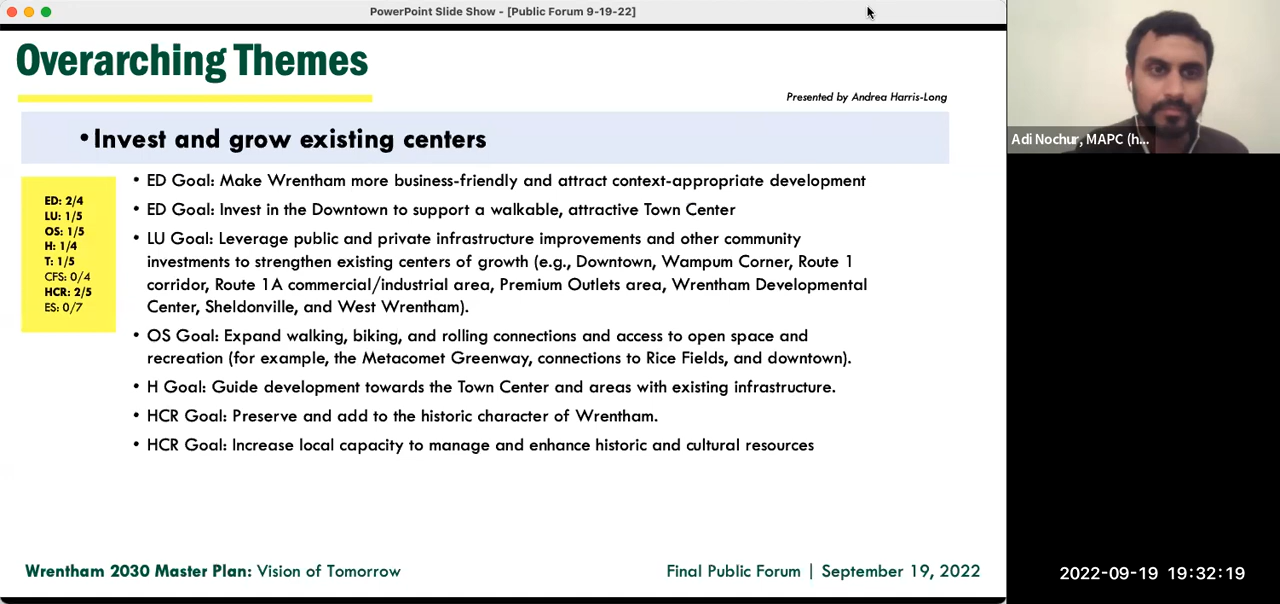 PowerPoint Slide Show - [Public Forum 9-19-22]
Overarching Themes
Presented by Andrea Harris-Long
• Invest and grow existing centers
ED: 2/4
LU: 1/5
OS: 1/5
H: 1/4
T: 1/5
CFS: 0/4
HCR: 2/5
ES: 0/7
• ED Goal: Make Wrentham more business-friendly and attract context-appropriate development
• ED Goal: Invest in the Downtown to support a walkable, attractive Town Center
• LU Goal: Leverage public and private infrastructure improvements and other community
investments to strengthen existing centers of growth (e.g., Downtown, Wampum Corner, Route 1
corridor, Route 1A commercial/industrial area, Premium Outlets area, Wrentham Developmental
Center, Sheldonville, and West Wrentham).
• OS Goal: Expand walking, biking, and rolling connections and access to open space and
recreation (for example, the Metacomet Greenway, connections to Rice Fields, and downtown).
• H Goal: Guide development towards the Town Center and areas with existing infrastructure.
• HCR Goal: Preserve and add to the historic character of Wrentham.
• HCR Goal: Increase local capacity to manage and enhance historic and cultural resources
Wrentham 2030 Master Plan: Vision of Tomorrow
Final Public Forum | September 19, 2022
Adi Nochur, MAPC (h...
2022-09-19 19:32:19